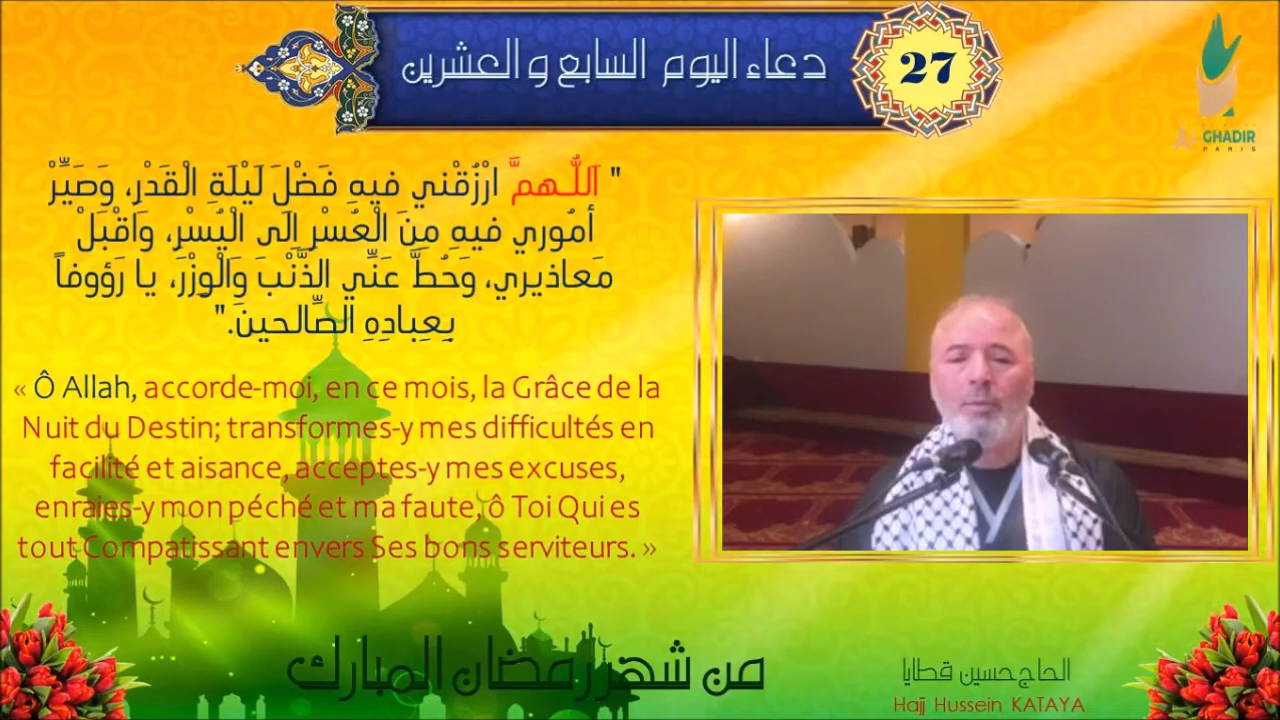 دعاء اليوم السابع و العشرين
27
GHADIR
PARIS
" اَللّـهمَّ ارْزُقْني فيهِ فَضْلَ لَيْلَةِ الْقَدْرِ، وَصَيِّرْ
أمُوري فيهِ مِنَ الْعُسْرِ اِلَى الْيُسْرِ، وَاقْبَلْ
مَعاذيري، وَحُطَّ عَنِّي الذَّنْبَ وَالْوِزْرَ، يا رَؤوفاً
بِعِبادِهِ الصِّالحينَ."
« Ô Allah, accorde-moi, en ce mois, la Grâce de la
Nuit du Destin; transformes-y mes difficultés en
facilité et aisance, acceptes-y mes excuses,
enraies-y mon péché et ma faute, ô Toi Qui es
tout Compatissant envers Ses bons serviteurs. »
من شهر رمضان المبارك
الحاج حسين قطايا
Hajj Hussein KATAYA